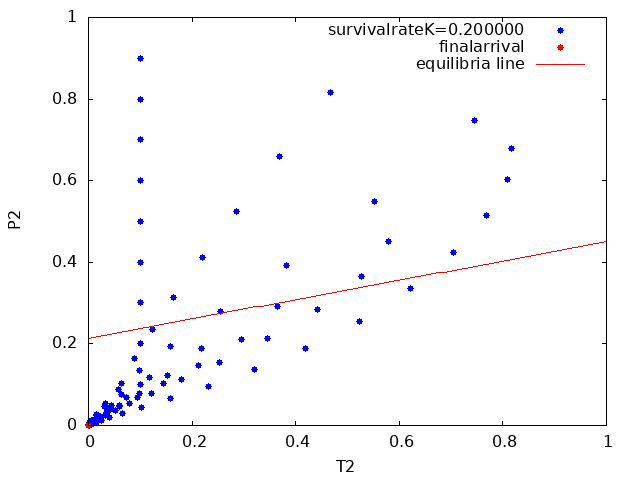 survivalrateK=0.200000
finalarrival
equilibria line
1
0.8
0.6
0.4
0.2
0
P2
0 0.2 0.4 0.6 0.8 1
T2